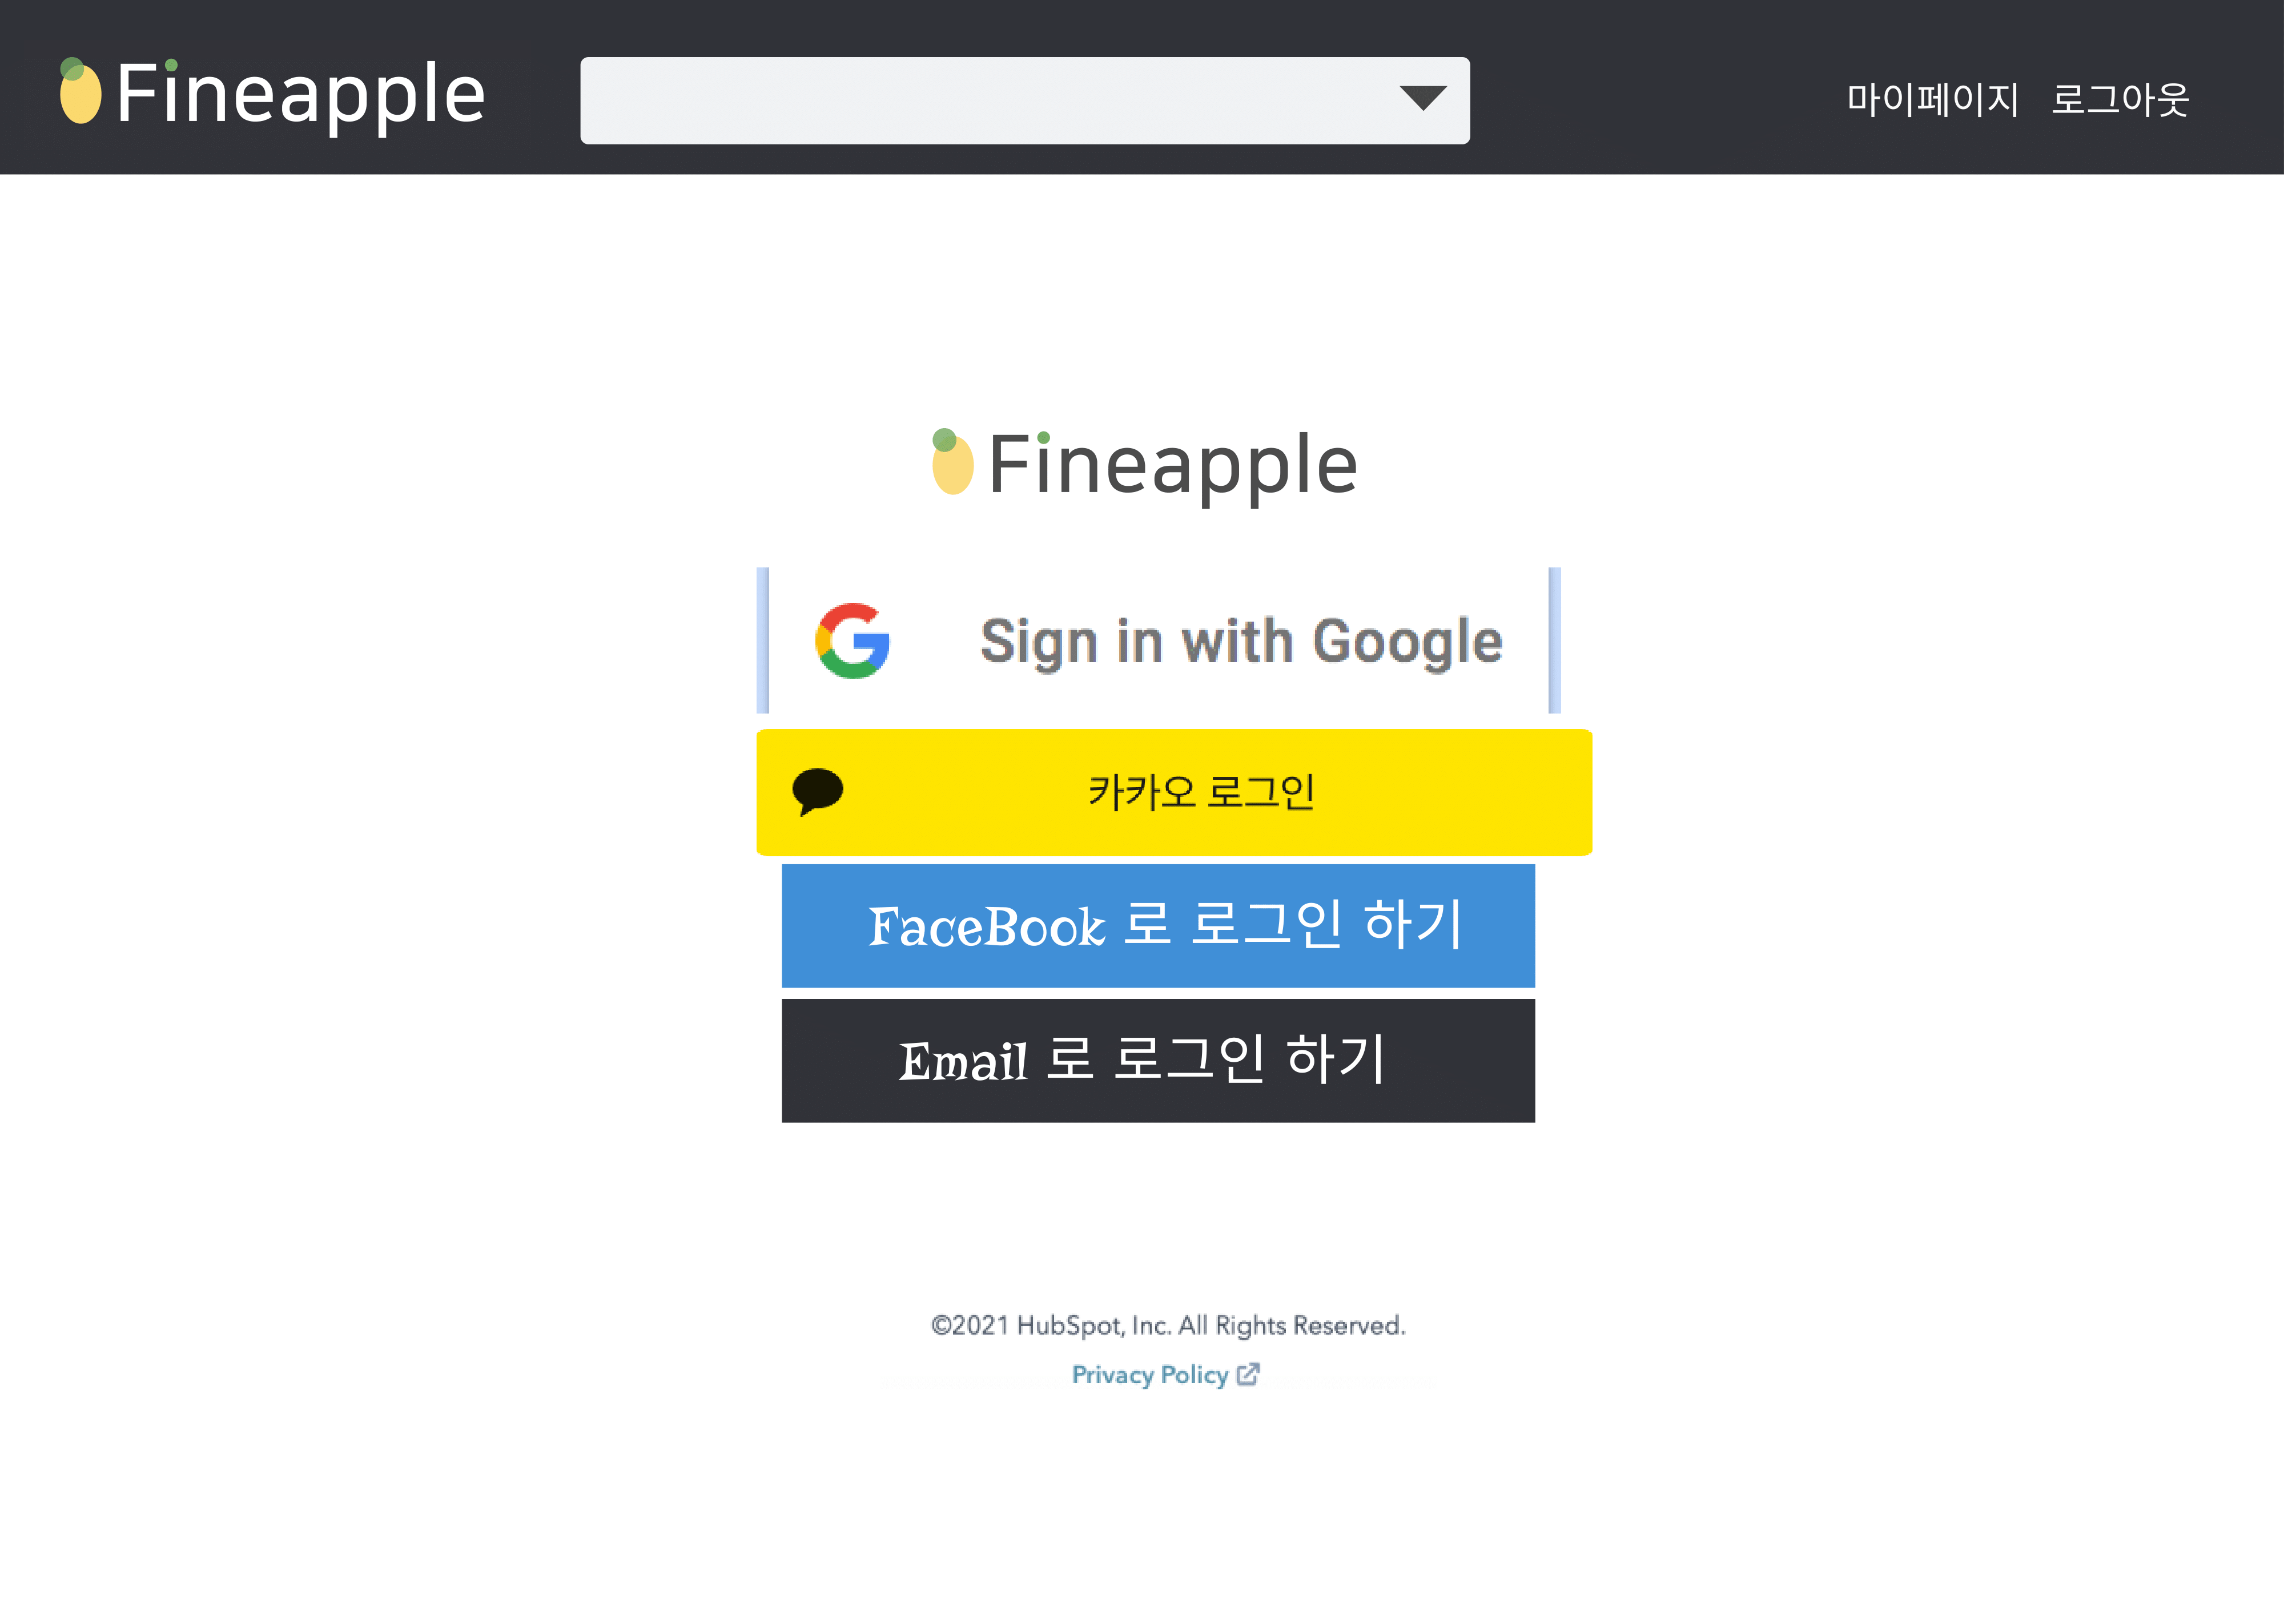 Fineapple
마이페이지 로그아웃
Fineapple
Sign in with Google
카카오 로그인
FaceBook 로 로그인 하기
Email 로 로그인 하기
©2021 HubSpot, Inc. All Rights Reserved.
Privacy Policy